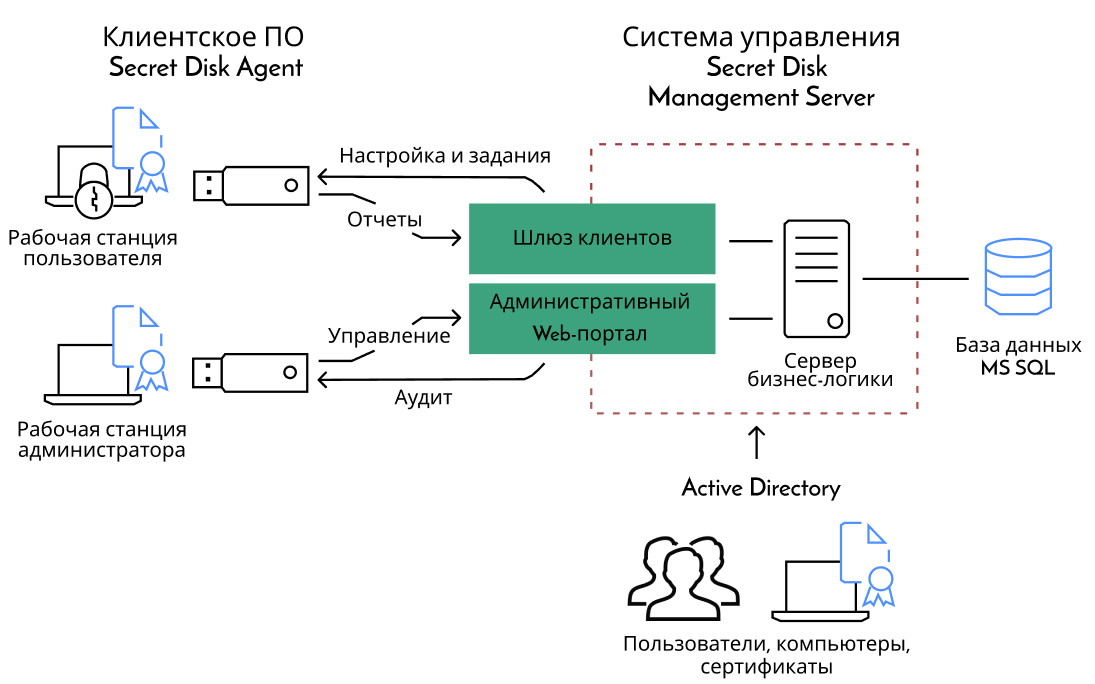 Клиентское ПО
Secret Disk Agent
Система управления
Secret Disk
Management Server
Настройка и задания
Отчеты
Рабочая станция
пользователя
Шлюз клиентов
Административный
Web-портал
Управление
Аудит
Рабочая станция
администратора
Сервер
бизнес-логики
База данных
MS SQL
Active Directory
Пользователи, компьютеры,
сертификаты